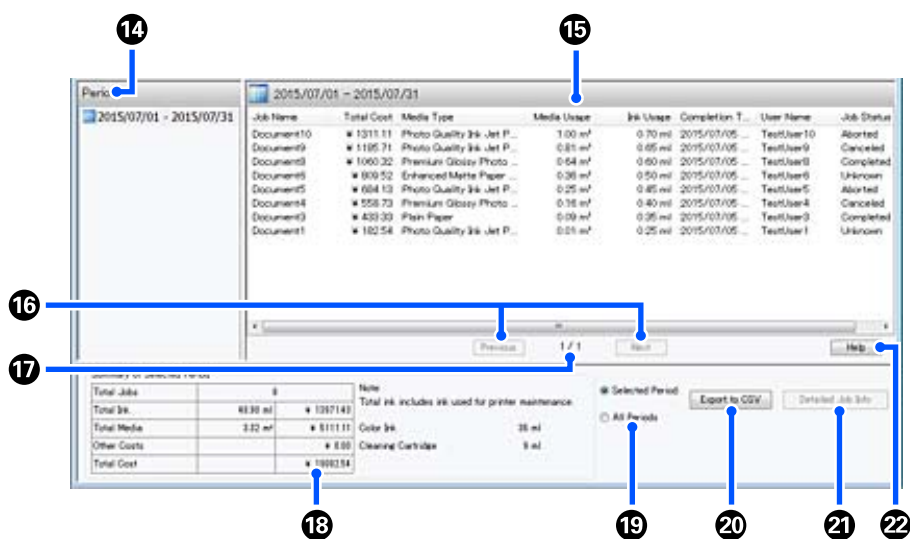 14 15
2015/07/01 - 2015/07/31
2015/07/01 - 2015/07/31
Job Name Total Cost Media Type Media Usage Ink Usage Completion T... User Name Job Status
Document10 ¥ 1311.11 Photo Quality Ink Jet P... 1.00 m² 0.70 ml 2015/07/05 ... TestUser10 Aborted
Document9 ¥ 1185.71 Photo Quality Ink Jet P... 0.81 m² 0.65 ml 2015/07/05 ... TestUser9 Canceled
Document8 ¥ 1060.32 Premium Glossy Photo ... 0.64 m² 0.60 ml 2015/07/05 ... TestUser8 Completed
Document6 ¥ 809.52 Enhanced Matte Paper ... 0.36 m² 0.50 ml 2015/07/05 ... TestUser6 Unknown
Document5 ¥ 684.13 Photo Quality Ink Jet P... 0.25 m² 0.45 ml 2015/07/05 ... TestUser5 Aborted
Document4 ¥ 558.73 Premium Glossy Photo ... 0.16 m² 0.40 ml 2015/07/05 ... TestUser4 Canceled
Document3 ¥ 433.33 Plain Paper 0.09 m² 0.35 ml 2015/07/05 ... TestUser3 Completed
Document1 ¥ 182.54 Photo Quality Ink Jet P... 0.01 m² 0.25 ml 2015/07/05 ... TestUser1 Unknown
16
Previous 1 / 1 Next Help
17
Summary of Selected Period
Total Jobs 8
Total Ink ml ¥
Total Media 3.32 m² ¥
Other Costs ¥ 0.00
Total Cost ¥
Note
Total ink includes ink used for printer maintenance.
Color Ink ml
Cleaning Cartridge ml
Selected Period
All Periods
Export to CSV Detailed Job Info
18 19 20 21 22